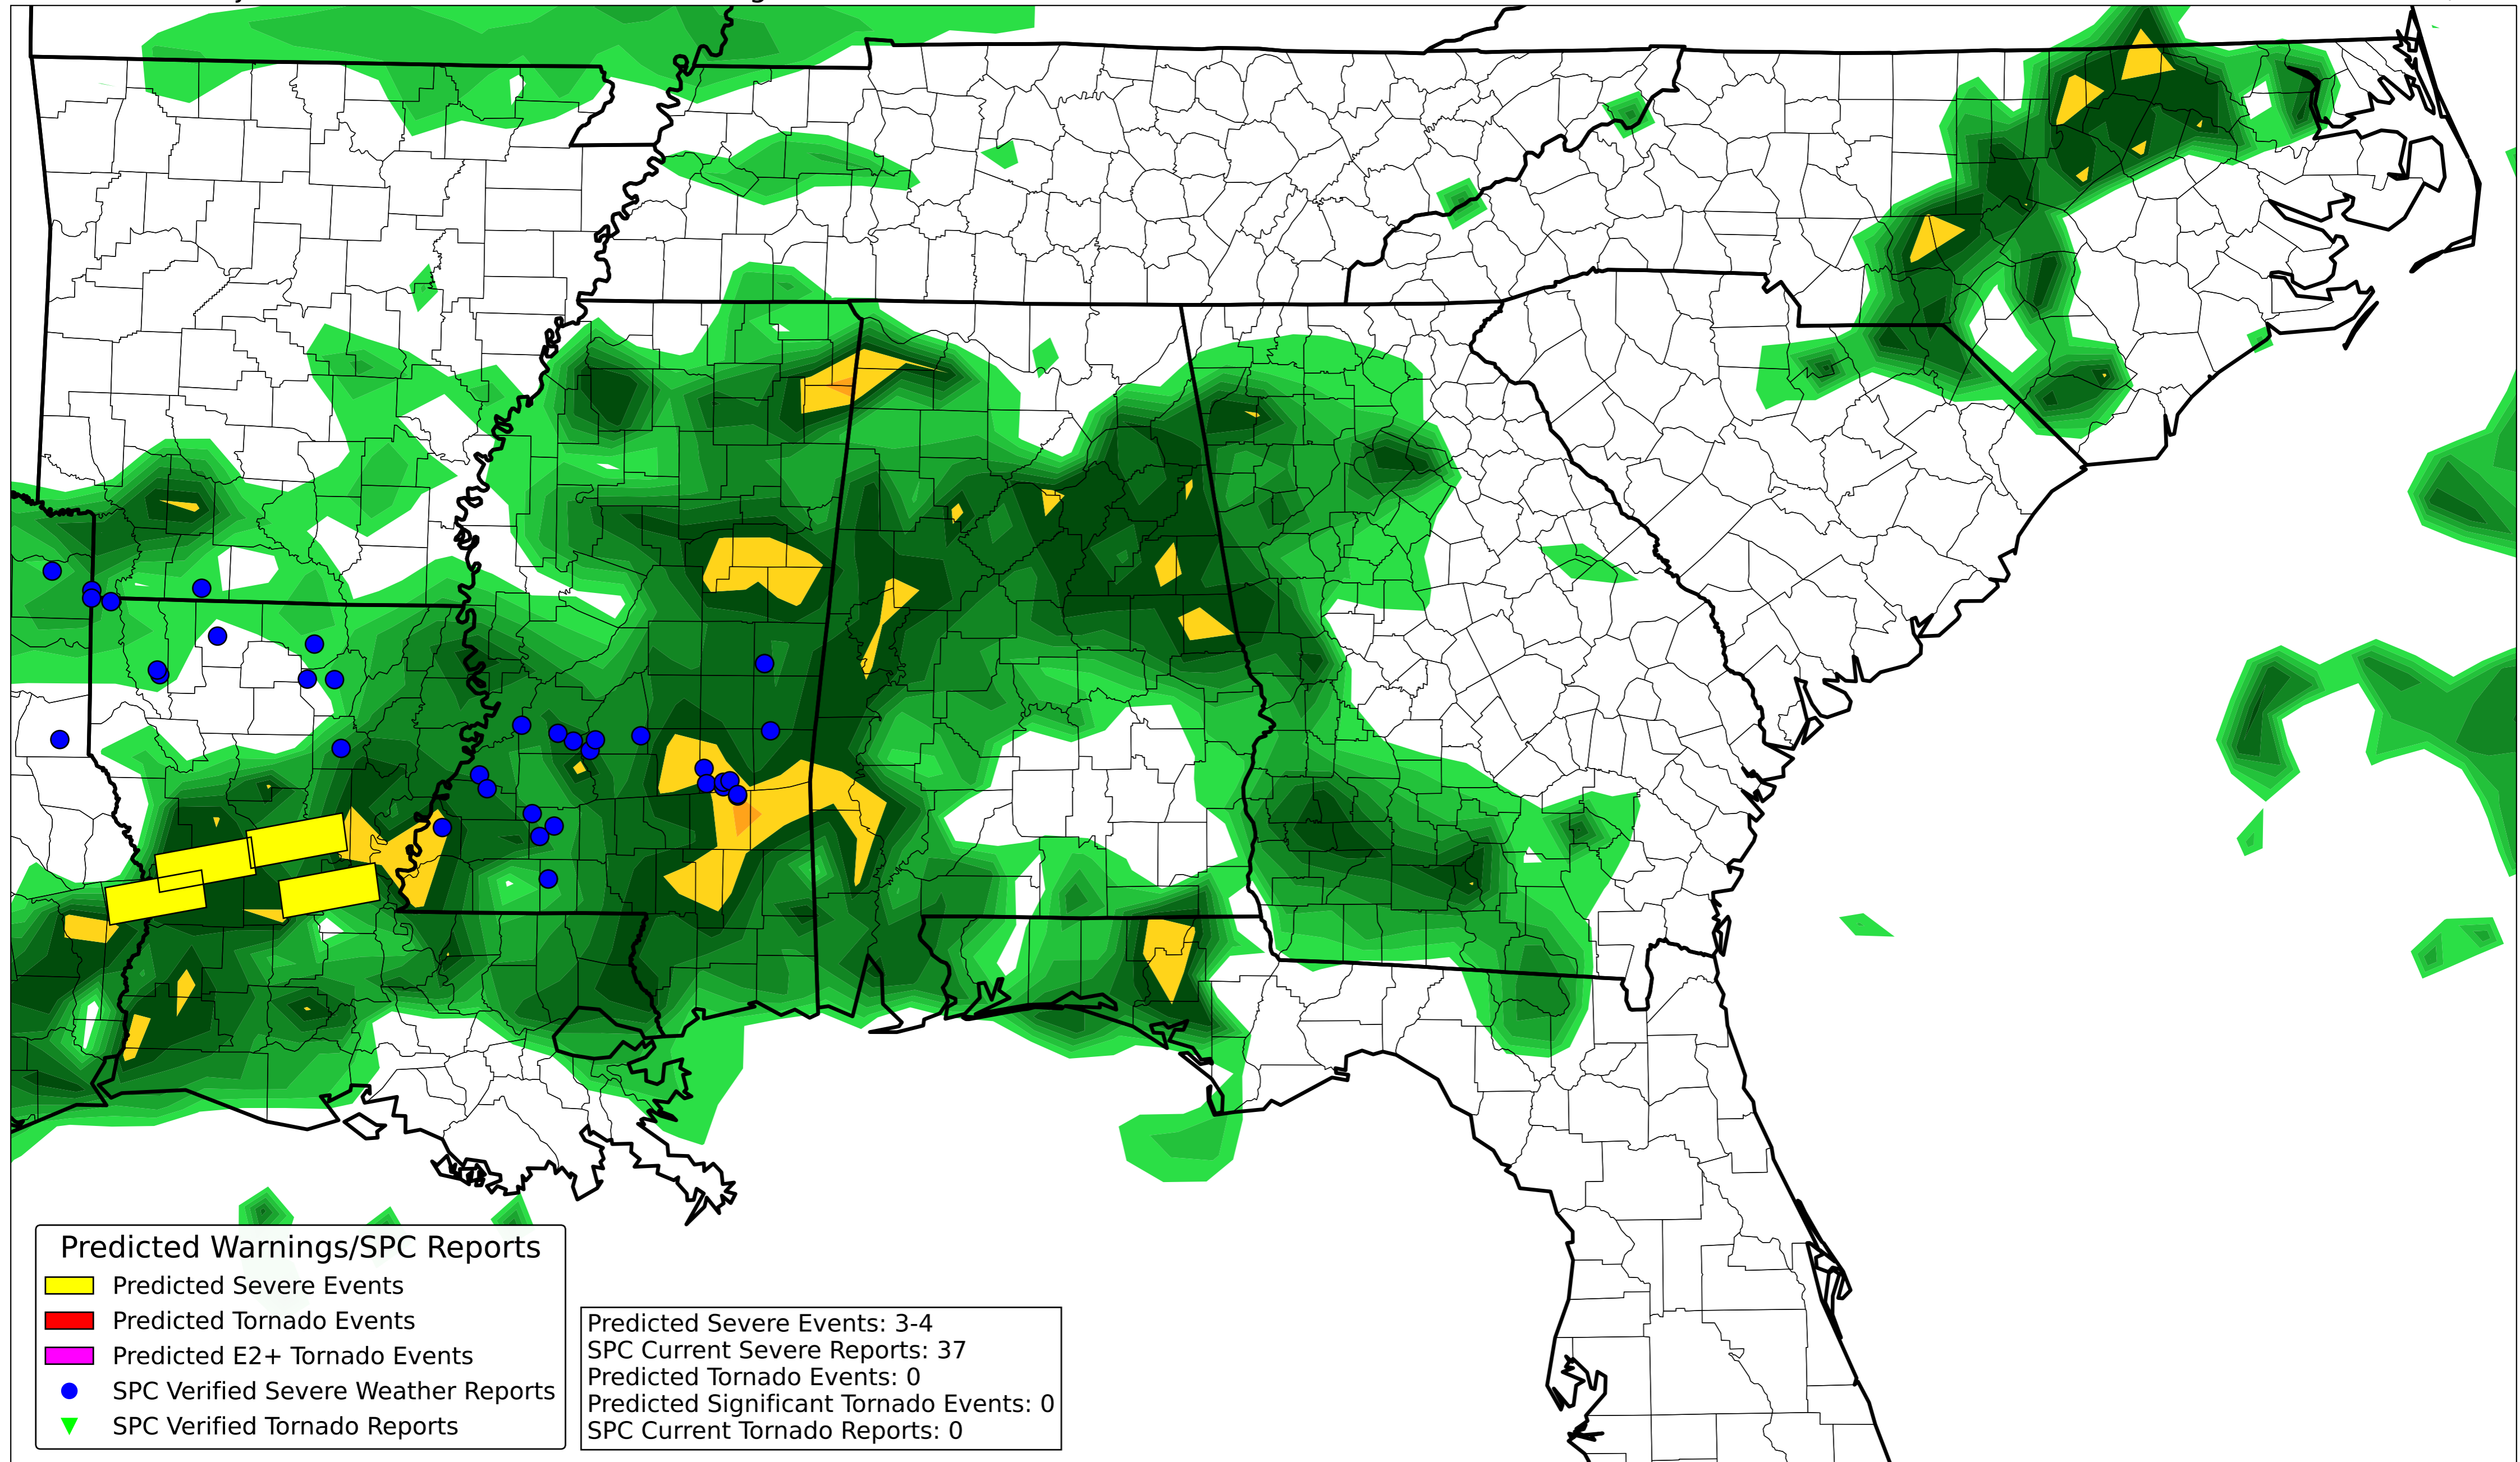 Predicted Warnings/SPC Reports
Predicted Severe Events
Predicted Tornado Events
Predicted E2+ Tornado Events
SPC Verified Severe Weather Reports
SPC Verified Tornado Reports
Predicted Severe Events: 3-4
SPC Current Severe Reports: 37
Predicted Tornado Events: 0
Predicted Significant Tornado Events: 0
SPC Current Tornado Reports: 0